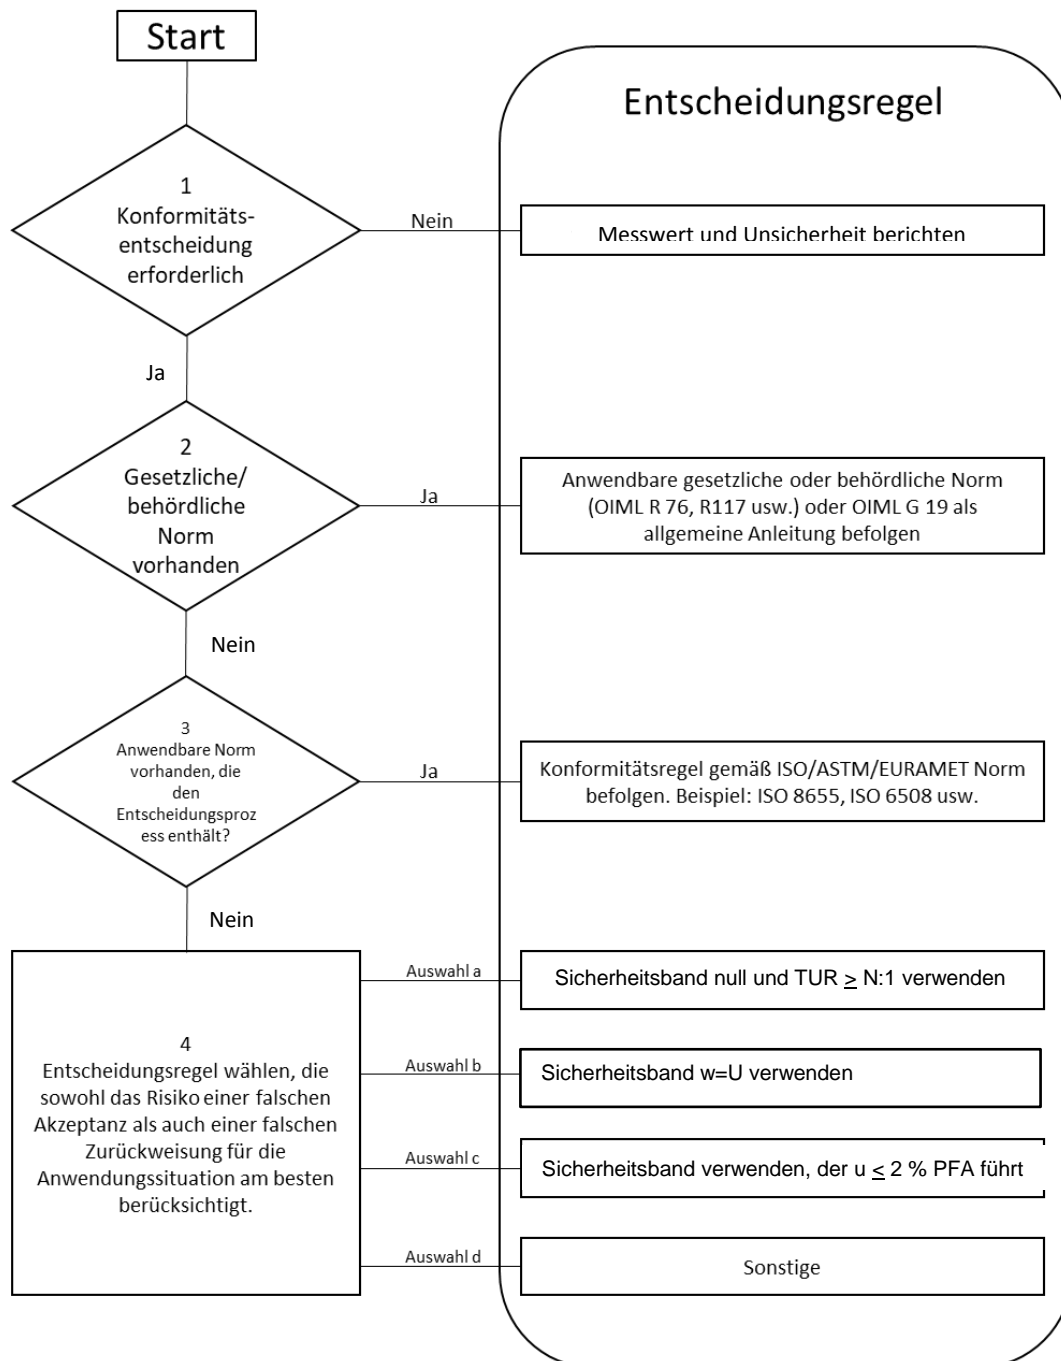 Start
Entscheidungsregel
1
Konformitäts-
entscheidung
erforderlich
Nein
Messwert und Unsicherheit berichten
Ja
2
Gesetzliche/
behördliche
Norm
vorhanden
Ja
Anwendbare gesetzliche oder behördliche Norm
(OIML R 76, R117 usw.) oder OIML G 19 als
allgemeine Anleitung befolgen
Nein
3
Anwendbare Norm
vorhanden, die
den
Entscheidungsproz
ess enthält?
Ja
Konformitätsregel gemäß ISO/ASTM/EURAMET Norm
befolgen. Beispiel: ISO 8655, ISO 6508 usw.
Nein
4
Entscheidungsregel wählen, die
sowohl das Risiko einer falschen
Akzeptanz als auch einer falschen
Zurückweisung für die
Anwendungssituation am besten
berücksichtigt.
Auswahl a
Sicherheitsband null und TUR ≥ N:1 verwenden
Auswahl b
Sicherheitsband w=U verwenden
Auswahl c
Sicherheitsband verwenden, der u ≤ 2 % PFA führt
Auswahl d
Sonstige